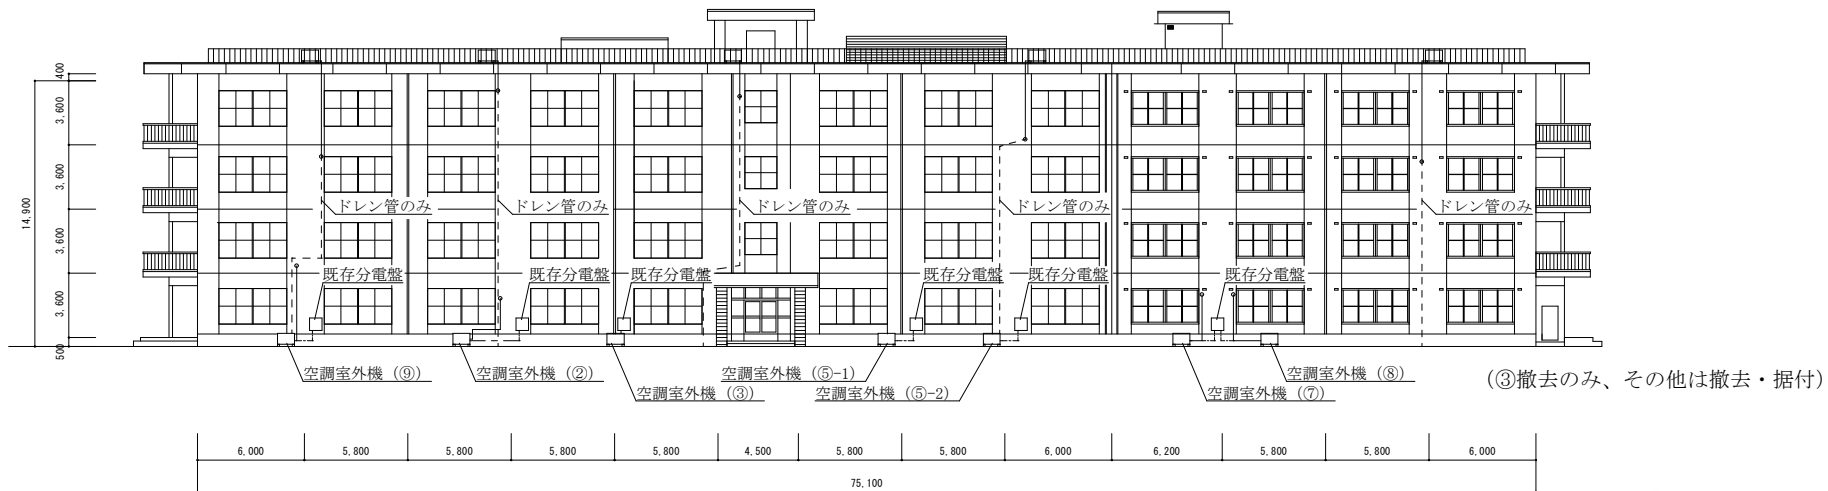 400
3,600
3,600
3,600
3,600
500
14,900
ドレン管のみ
ドレン管のみ
ドレン管のみ
ドレン管のみ
ドレン管のみ
既存分電盤
既存分電盤
既存分電盤
既存分電盤
既存分電盤
既存分電盤
空調室外機（⑨）
空調室外機（②）
空調室外機（⑤-1）
空調室外機（⑧）
（③撤去のみ、その他は撤去・据付）
空調室外機（③）
空調室外機（⑤-2）
空調室外機（⑦）
6,000
5,800
5,800
5,800
5,800
4,500
5,800
5,800
6,000
6,200
5,800
5,800
6,000
75,100